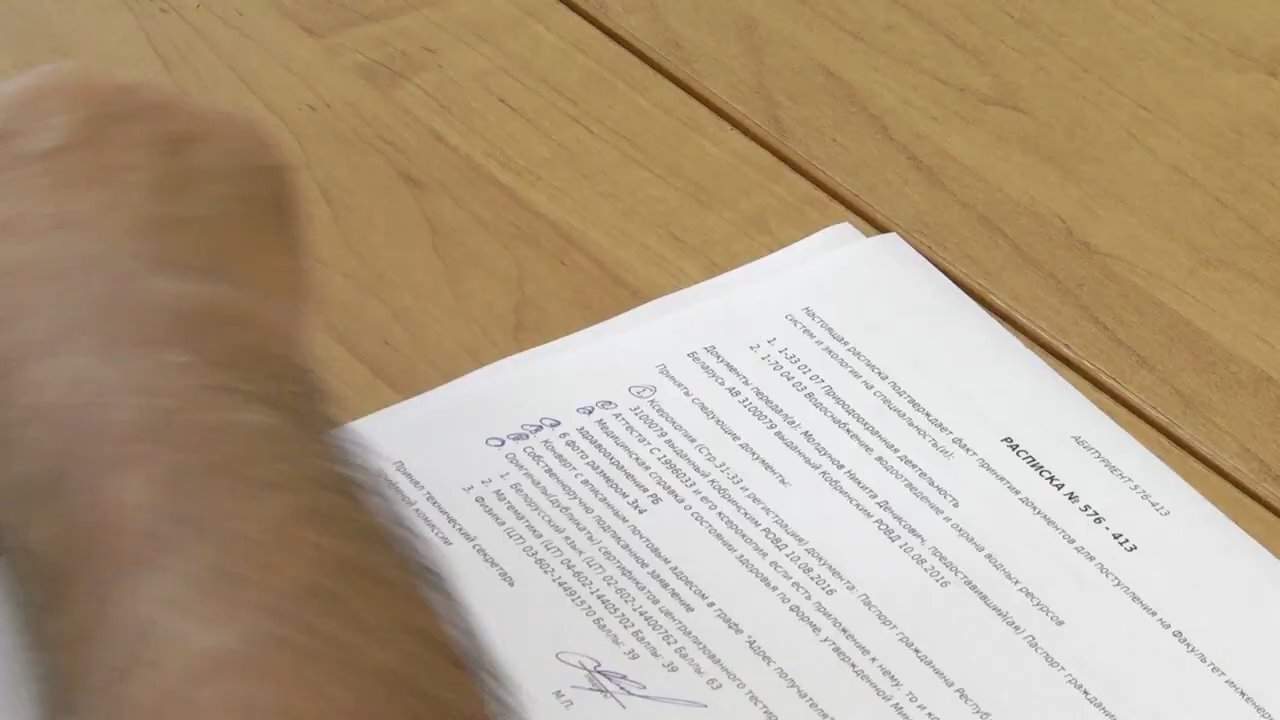 АБИТУРИЕНТ 576-413
РАСПИСКА № 576 - 413
Настоящая расписка подтверждает факт принятия документов для поступления на Факультет инженер
систем и экологии на специальность(и):
1. 1-33 01 07 Природоохранная деятельность
2. 1-70 04 03 Водоснабжение, водоотведение и охрана водных ресурсов
Документы передал(а): Молдунов Никита Денисович, предоставивший(ая) Паспорт граждани
Беларусь АВ 3100079 выданный Кобринским РОВД 10.08.2016
Приняты следующие документы:
1 Ксерокопия (Стр.31-33 и регистрация) документа: Паспорт гражданина Респуб
3100079 выданный Кобринским РОВД 10.08.2016
Аттестат С 1996033 и его ксерокопия, если есть приложение к нему, то и ко
Медицинская справка о состоянии здоровья по форме, утвержденной Ми
здравоохранения РБ
6 фото размером 3х4
Конверт с вписанным почтовым адресом в графе "Адрес получател
Собственноручно подписанное заявление
Оригиналы(дубликаты) сертификатов централизованного тестир
1. Белорусский язык (ЦТ) 02-602-14400762 Баллы: 63
2. Математика (ЦТ) 04-602-14405702 Баллы: 39
3. Физика (ЦТ) 03-602-14491570 Баллы: 39
Принял технический секретарь
комиссии
М.П.